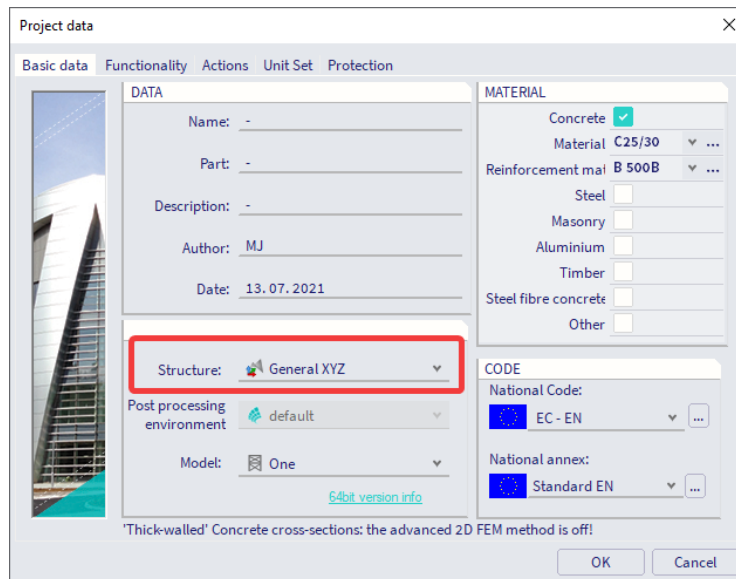 Project data
Basic data Functionality Actions Unit Set Protection
DATA
Name: -
Part: -
Description: -
Author: MJ
Date: 13. 07. 2021
Structure: General XYZ
Post processing
environment default
Model: One
64bit version info
MATERIAL
Concrete
Material C25/30 ...
Reinforcement mat B 500B ...
Steel
Masonry
Aluminium
Timber
Steel fibre concrete
Other
CODE
National Code:
EC - EN ...
National annex:
Standard EN ...
'Thick-walled' Concrete cross-sections: the advanced 2D FEM method is off!
OK Cancel